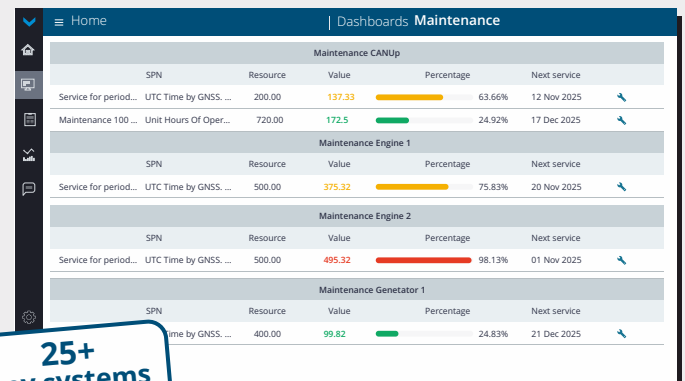 Home | Dashboards Maintenance
Maintenance CANUp
SPN Resource Value Percentage Next service
Service for period... UTC Time by GNSS. ... 200.00 137.33 63.66% 12 Nov 2025
Maintenance 100 ... Unit Hours Of Oper... 720.00 172.5 24.92% 17 Dec 2025
Maintenance Engine 1
SPN Resource Value Percentage Next service
Service for period... UTC Time by GNSS. ... 500.00 375.32 75.83% 20 Nov 2025
Maintenance Engine 2
SPN Resource Value Percentage Next service
Service for period... UTC Time by GNSS. ... 500.00 495.32 98.13% 01 Nov 2025
Maintenance Genetator 1
SPN Resource Value Percentage Next service
ime by GNSS. ... 400.00 99.82 24.83% 21 Dec 2025
25+
systems